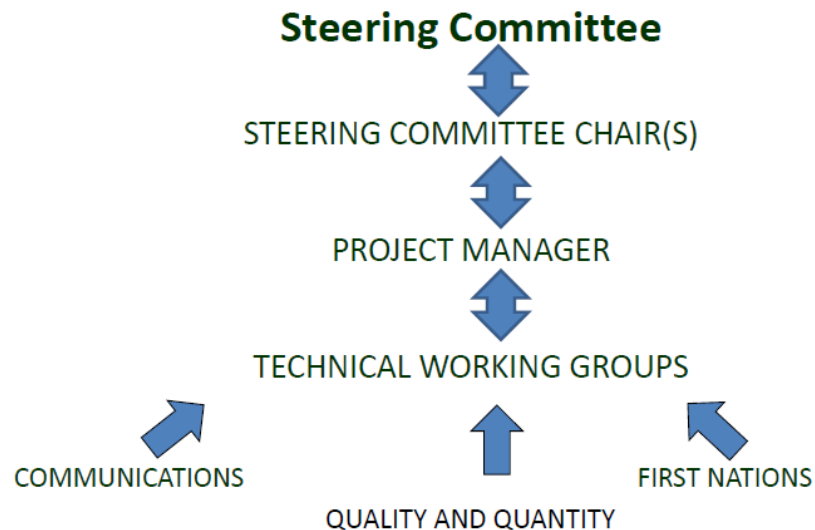 Steering Committee
STEERING COMMITTEE CHAIR(S)
PROJECT MANAGER
TECHNICAL WORKING GROUPS
COMMUNICATIONS
FIRST NATIONS
QUALITY AND QUANTITY